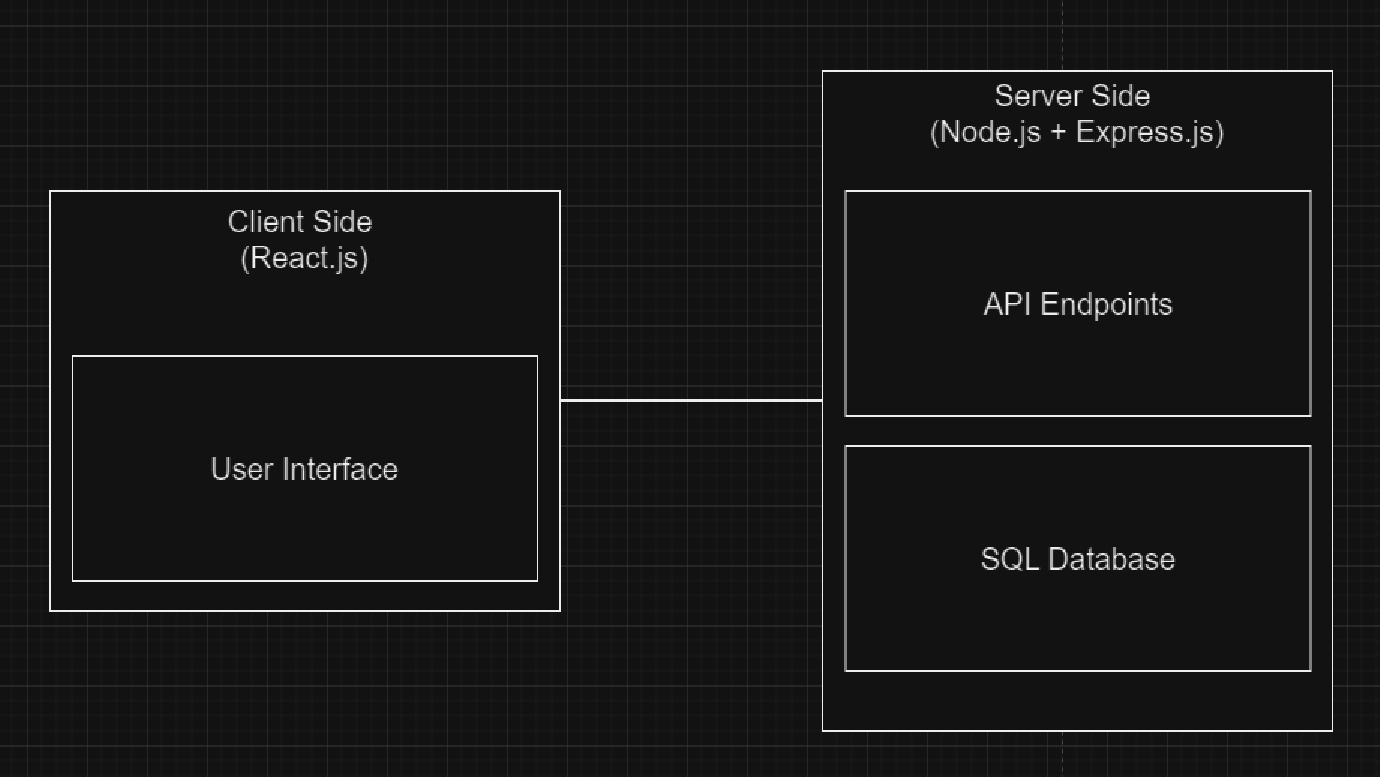 Client Side
(React.js)
User Interface
Server Side
(Node.js + Express.js)
API Endpoints
SQL Database